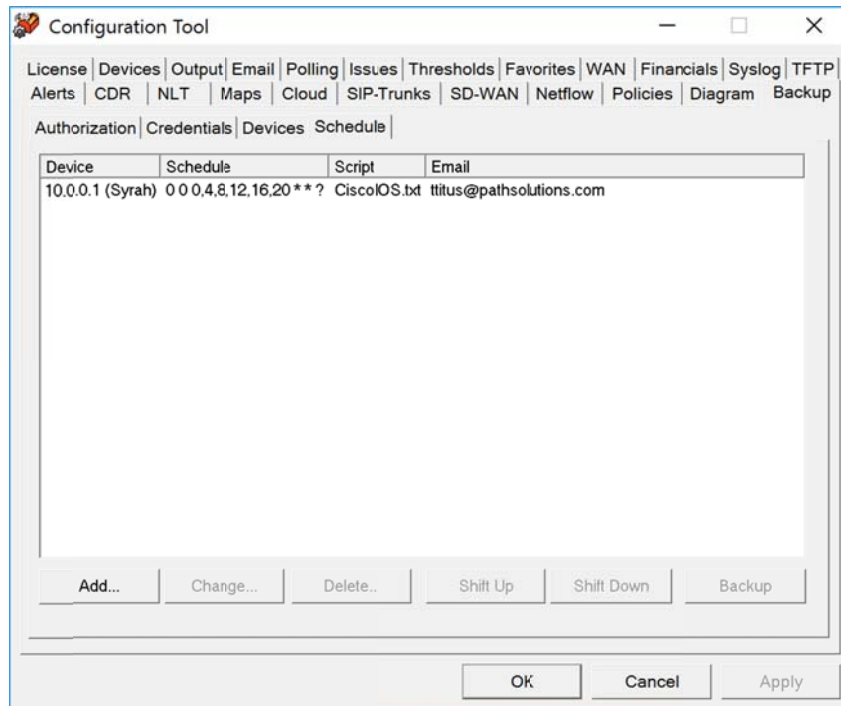 Configuration Tool
License Devices Output Email Polling Issues Thresholds Favorites WAN Financials Syslog TFTP
Alerts CDR NLT Maps Cloud SIP-Trunks SD-WAN Netflow Policies Diagram Backup
Authorization Credentials Devices Schedule
Device Schedule Script Email
10.0.0.1 (Syrah) 0 0 0,4,8,12,16,20 * * ? CiscoIOS.txt ttitus@pathsolutions.com
Add... Change... Delete.. Shift Up Shift Down Backup
OK Cancel Apply